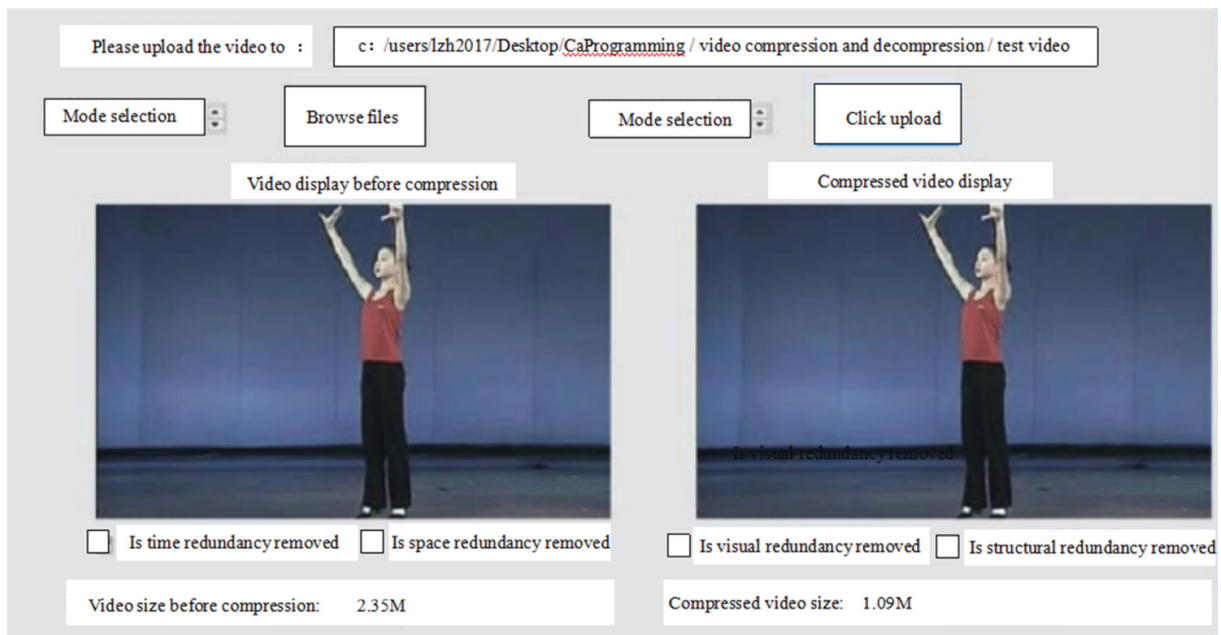 Please upload the video to ：
c: /users/lzh2017/Desktop/CaProgramming / video compression and decompression / test video
Mode selection
Browse files
Mode selection
Click upload
Video display before compression
Compressed video display
Is visual redundancy removed
Is time redundancy removed
Is space redundancy removed
Is visual redundancy removed
Is structural redundancy removed
Video size before compression: 2.35M
Compressed video size: 1.09M